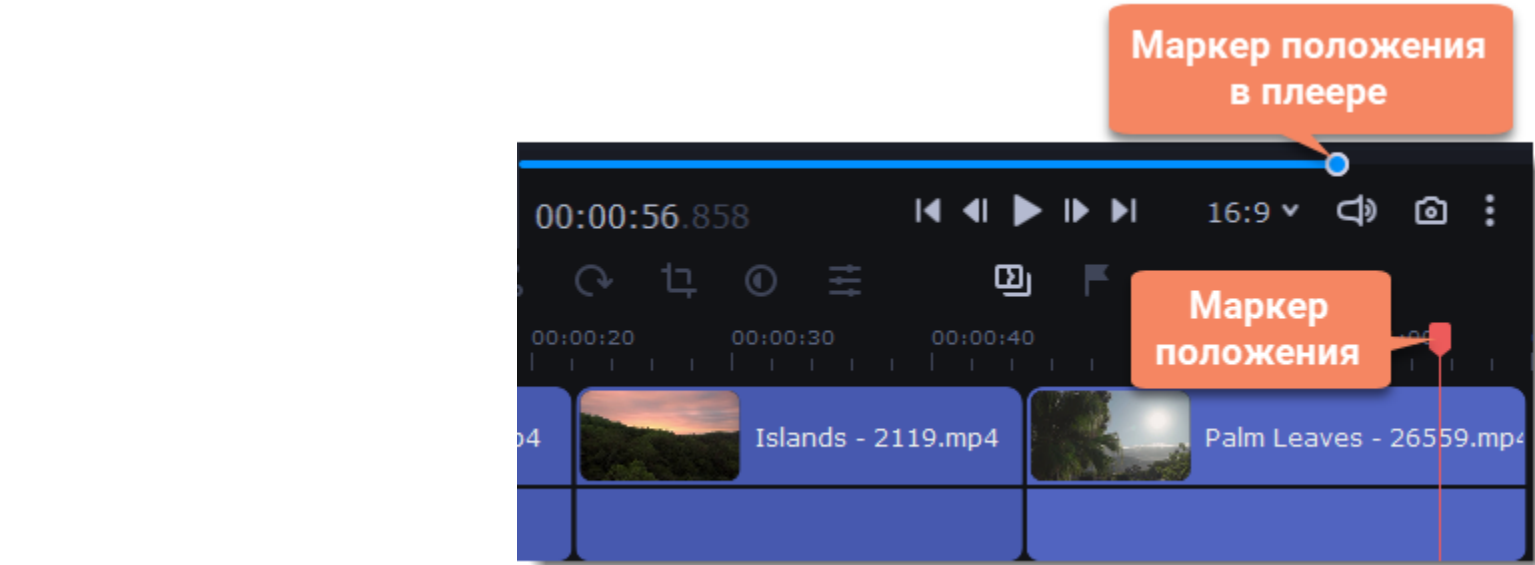 Маркер положения
в плеере
00:00:56.858
16:9
Маркер
положения
00:00:20
00:00:30
00:00:40
p4
Islands - 2119.mp4
Palm Leaves - 26559.mp4